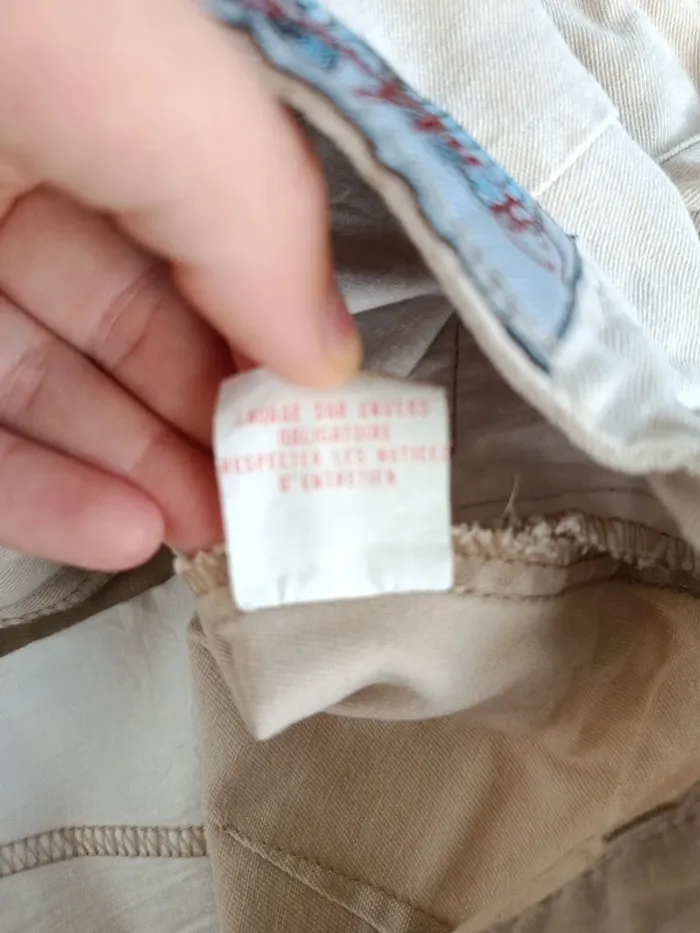 LAVAGE SUR ENVERS
OBLIGATOIRE
RESPECTER LES NOTICES
D'ENTRETIEN